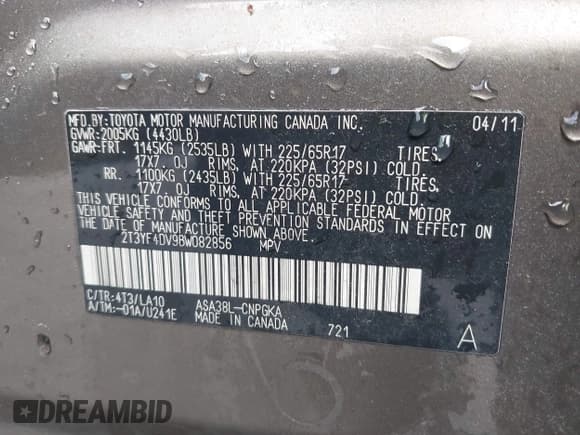 MFD.BY:TOYOTA MOTOR MANUFACTURING CANADA INC. 04/11
GVWR:2005KG (4430LB)
GAWR-FRT. 1145KG (2535LB) WITH 225/65R17 TIRES.
17X7 0J RIMS, AT 220KPA (32PSI) COLD.
RR. 1100KG (2435LB) WITH 225/65R17 TIRES.
17X7 0J RIMS, AT 220KPA (32PSI) COLD.
THIS VEHICLE CONFORMS TO ALL APPLICABLE FEDERAL MOTOR
VEHICLE SAFETY AND THEFT PREVENTION STANDARDS IN EFFECT ON
THE DATE OF MANUFACTURE SHOWN ABOVE.
2T3YF4DV9BW082856 MPV
C/TR:4T3/LA10 ASA38L-CNPGKA
A/TM:-01A/U241E MADE IN CANADA 721 A
DREAMBID